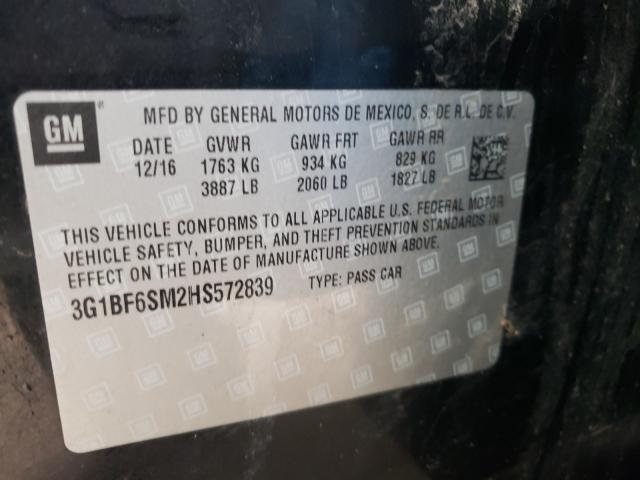 GM ®
MFD BY GENERAL MOTORS DE MEXICO, S. DE R.L. DE C.V.
DATE GVWR GAWR FRT GAWR RR
12/16 1763 KG 934 KG 829 KG
3887 LB 2060 LB 1827 LB
THIS VEHICLE CONFORMS TO ALL APPLICABLE U.S. FEDERAL MOTOR
VEHICLE SAFETY, BUMPER, AND THEFT PREVENTION STANDARDS IN
EFFECT ON THE DATE OF MANUFACTURE SHOWN ABOVE.
3G1BF6SM2HS572839 TYPE: PASS CAR